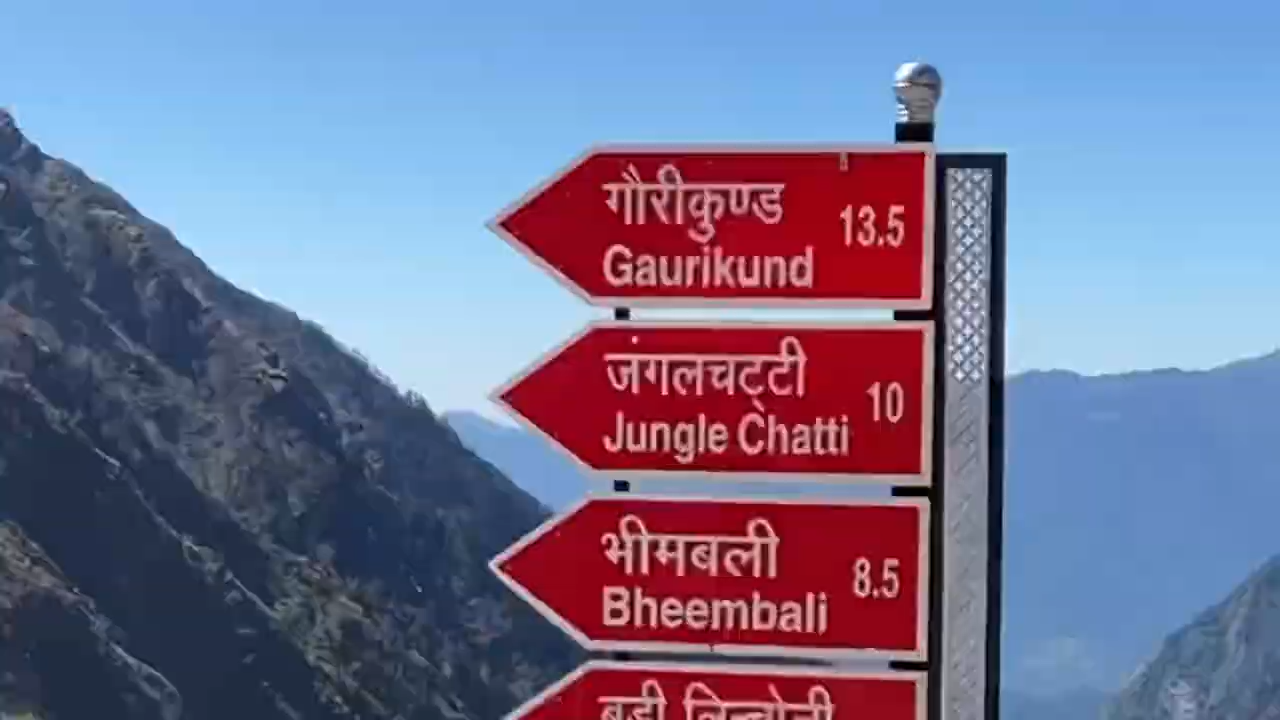 गौरीकुण्ड
Gaurikund
13.5
जंगलचट्टी
Jungle Chatti
10
भीमबली
Bheembali
8.5